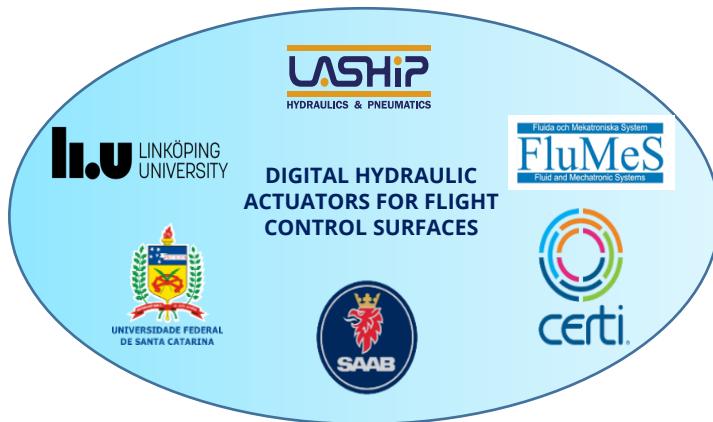 LASHiP
HYDRAULICS & PNEUMATICS
li.u LINKÖPING
UNIVERSITY
Fluida och Mekatroniska System
FluMeS
Fluid and Mechatronic Systems
DIGITAL HYDRAULIC
ACTUATORS FOR FLIGHT
CONTROL SURFACES
UNIVERSIDADE FEDERAL
DE SANTA CATARINA
SAAB
CERTI